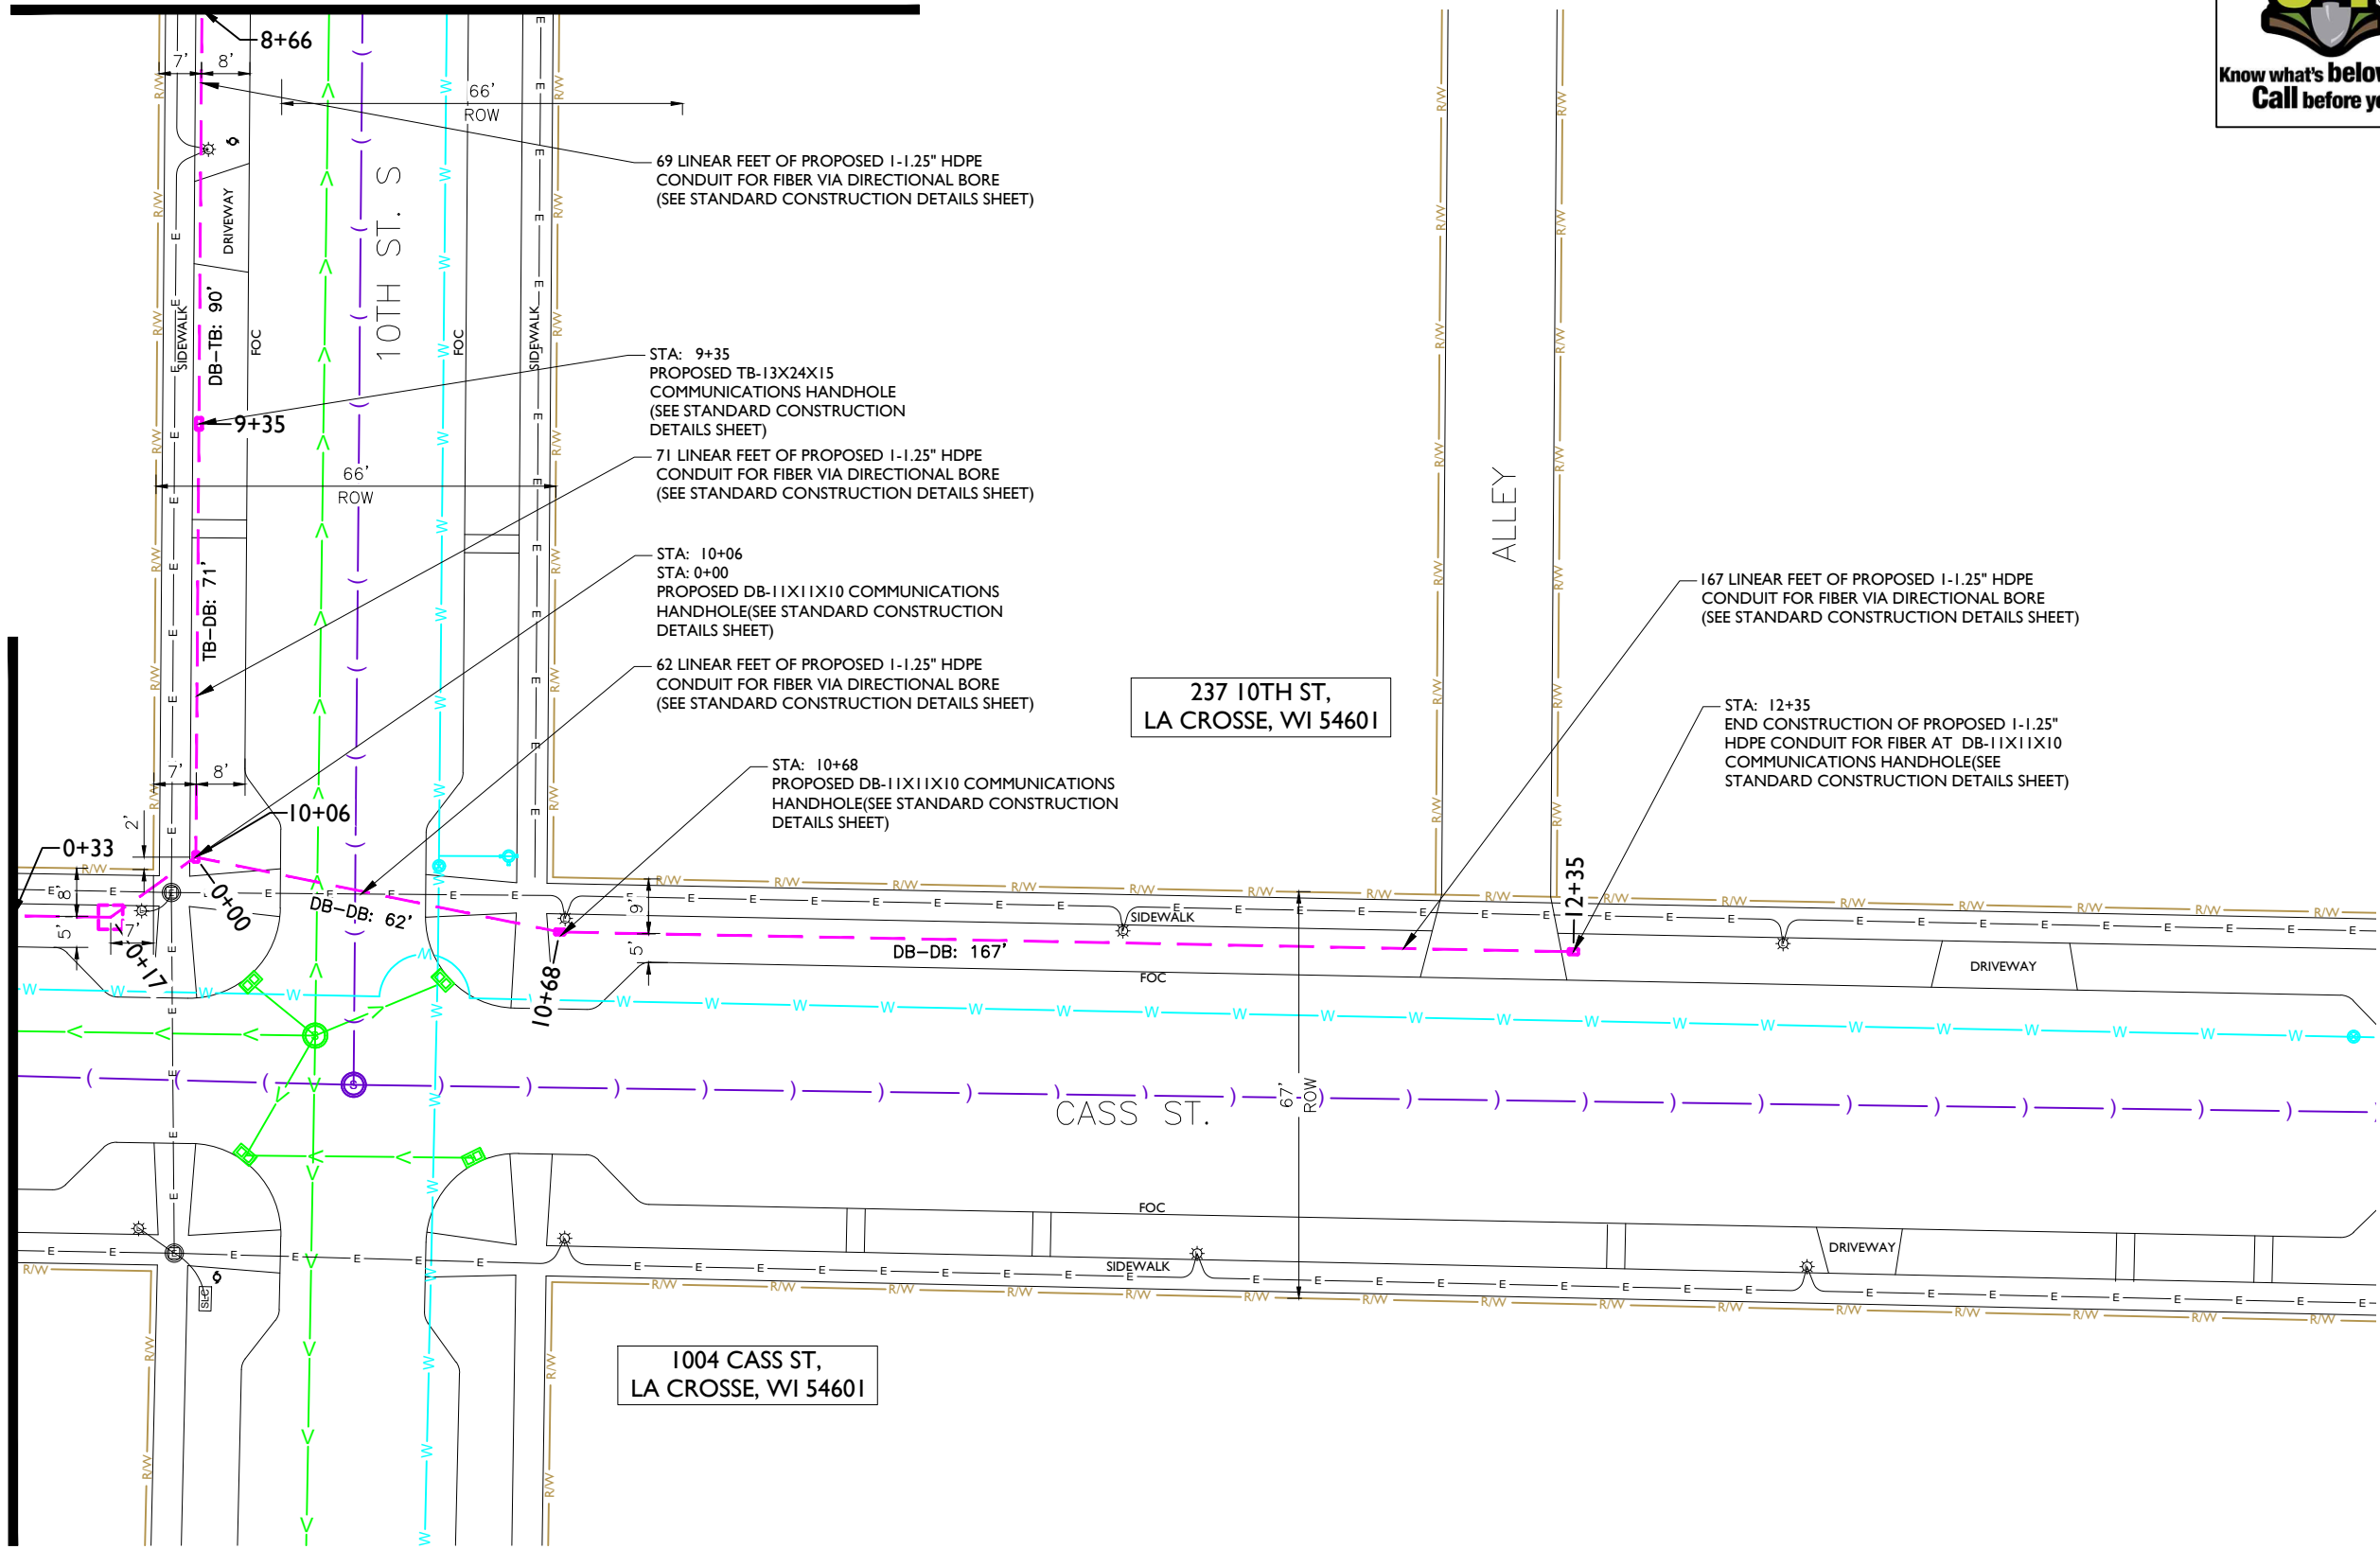 Know what's below
Call before
8+66
7'
8'
66'
ROW
69 LINEAR FEET OF PROPOSED 1-1.25" HDPE
CONDUIT FOR FIBER VIA DIRECTIONAL BORE
(SEE STANDARD CONSTRUCTION DETAILS SHEET)
10TH ST. S
DRIVEWAY
SIDEWALK
DB-TB: 90'
FOC
FOC
SIDEWALK
STA: 9+35
PROPOSED TB-13X24X15
COMMUNICATIONS HANDHOLE
(SEE STANDARD CONSTRUCTION
DETAILS SHEET)
9+35
71 LINEAR FEET OF PROPOSED 1-1.25" HDPE
CONDUIT FOR FIBER VIA DIRECTIONAL BORE
(SEE STANDARD CONSTRUCTION DETAILS SHEET)
66'
ROW
ALLEY
STA: 10+06
STA: 0+00
PROPOSED DB-11X11X10 COMMUNICATIONS
HANDHOLE(SEE STANDARD CONSTRUCTION
DETAILS SHEET)
TB-DB: 71'
167 LINEAR FEET OF PROPOSED 1-1.25" HDPE
CONDUIT FOR FIBER VIA DIRECTIONAL BORE
(SEE STANDARD CONSTRUCTION DETAILS SHEET)
62 LINEAR FEET OF PROPOSED 1-1.25" HDPE
CONDUIT FOR FIBER VIA DIRECTIONAL BORE
(SEE STANDARD CONSTRUCTION DETAILS SHEET)
237 10TH ST,
LA CROSSE, WI 54601
STA: 12+35
END CONSTRUCTION OF PROPOSED 1-1.25"
HDPE CONDUIT FOR FIBER AT DB-11X11X10
COMMUNICATIONS HANDHOLE(SEE
STANDARD CONSTRUCTION DETAILS SHEET)
STA: 10+68
PROPOSED DB-11X11X10 COMMUNICATIONS
HANDHOLE(SEE STANDARD CONSTRUCTION
DETAILS SHEET)
7'
8'
2'
10+06
0+33
8'
5'
7'
0+17
0+00
DB-DB: 62'
10+68
9'
5'
SIDEWALK
DB-DB: 167'
12+35
FOC
DRIVEWAY
67'
ROW
CASS ST.
FOC
SIDEWALK
DRIVEWAY
SLC
1004 CASS ST,
LA CROSSE, WI 54601
R/W
E
W